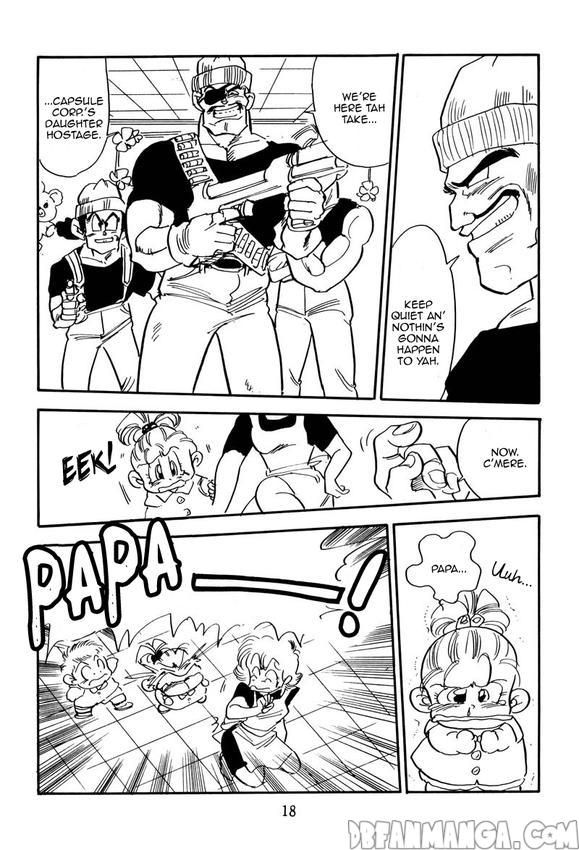 KEEP
QUIET AN'
NOTHIN'S
GONNA
HAPPEN
TO YAH.
WE'RE
HERE TAH
TAKE...
...CAPSULE
CORP.'S
DAUGHTER
HOSTAGE.
NOW.
C'MERE.
EEK!
Uuh...
PAPA...
PAPA—!
18
DBFANMANGA.COM